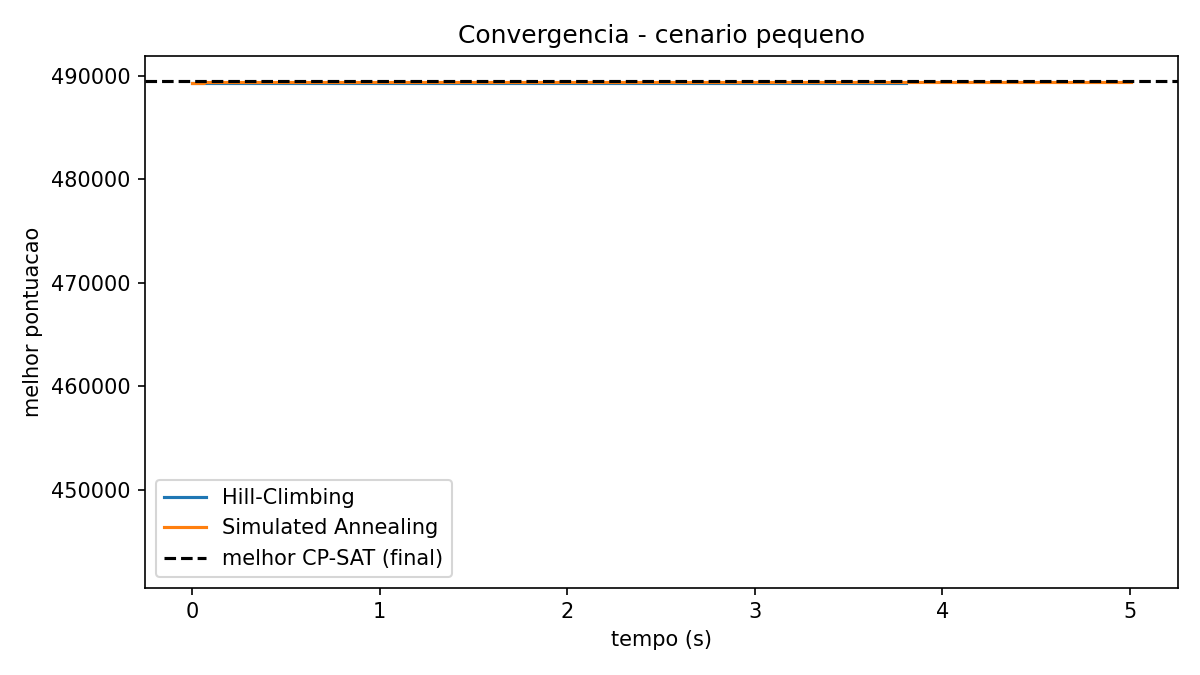 Convergencia - cenario pequeno
melhor pontuacao
490000
480000
470000
460000
450000
Hill-Climbing
Simulated Annealing
melhor CP-SAT (final)
0 1 2 3 4 5
tempo (s)